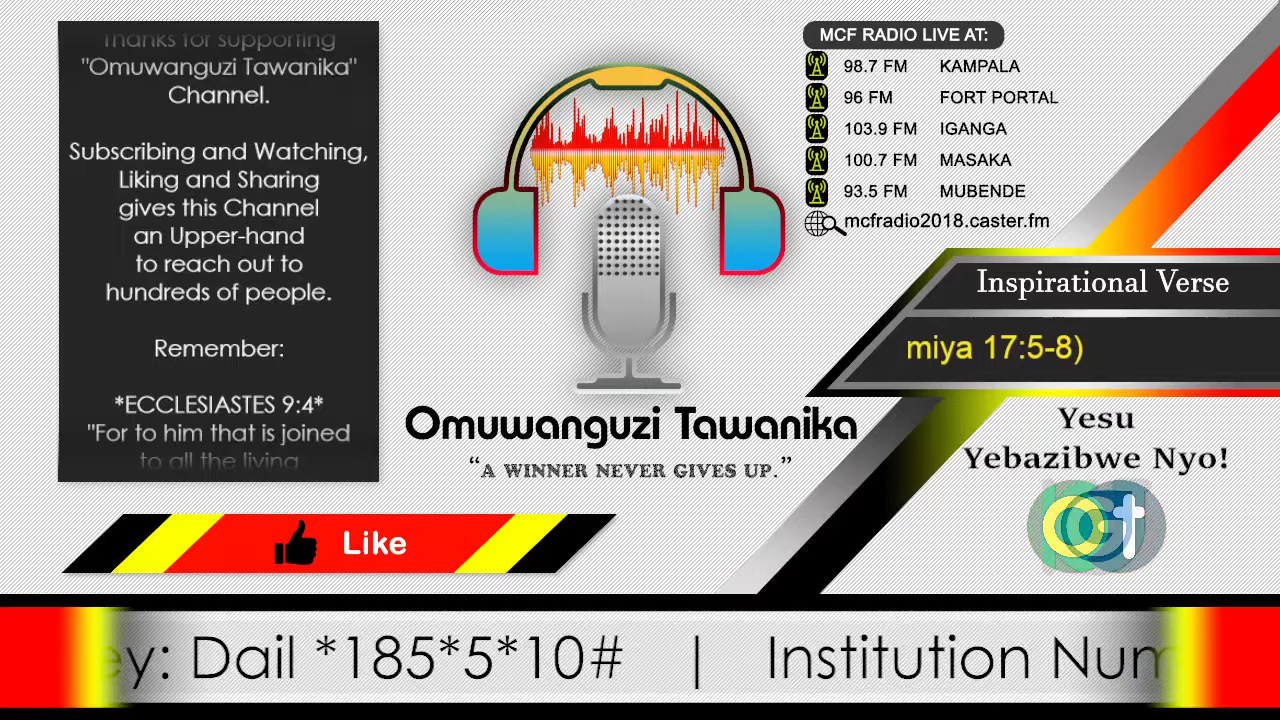 Thanks for supporting
"Omuwanguzi Tawanika"
Channel.
Subscribing and Watching,
Liking and Sharing
gives this Channel
an Upper-hand
to reach out to
hundreds of people.
Remember:
*ECCLESIASTES 9:4*
"For to him that is joined
to all the living
Omuwanguzi Tawanika
“A WINNER NEVER GIVES UP.”
MCF RADIO LIVE AT:
98.7 FM KAMPALA
96 FM FORT PORTAL
103.9 FM IGANGA
100.7 FM MASAKA
93.5 FM MUBENDE
mcfradio2018.caster.fm
Inspirational Verse
miya 17:5-8)
Yesu
Yebazibwe Nyo!
Like
ey: Dail *185*5*10# | Institution Num